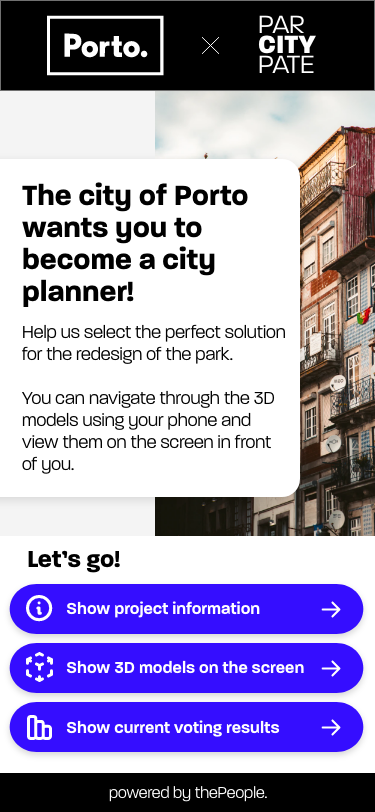 Porto.
PAR
CITY
PATE
The city of Porto
wants you to
become a city
planner!
Help us select the perfect solution
for the redesign of the park.
You can navigate through the 3D
models using your phone and
view them on the screen in front
of you.
Let's go!
Show project information
Show 3D models on the screen
Show current voting results
powered by thePeople.